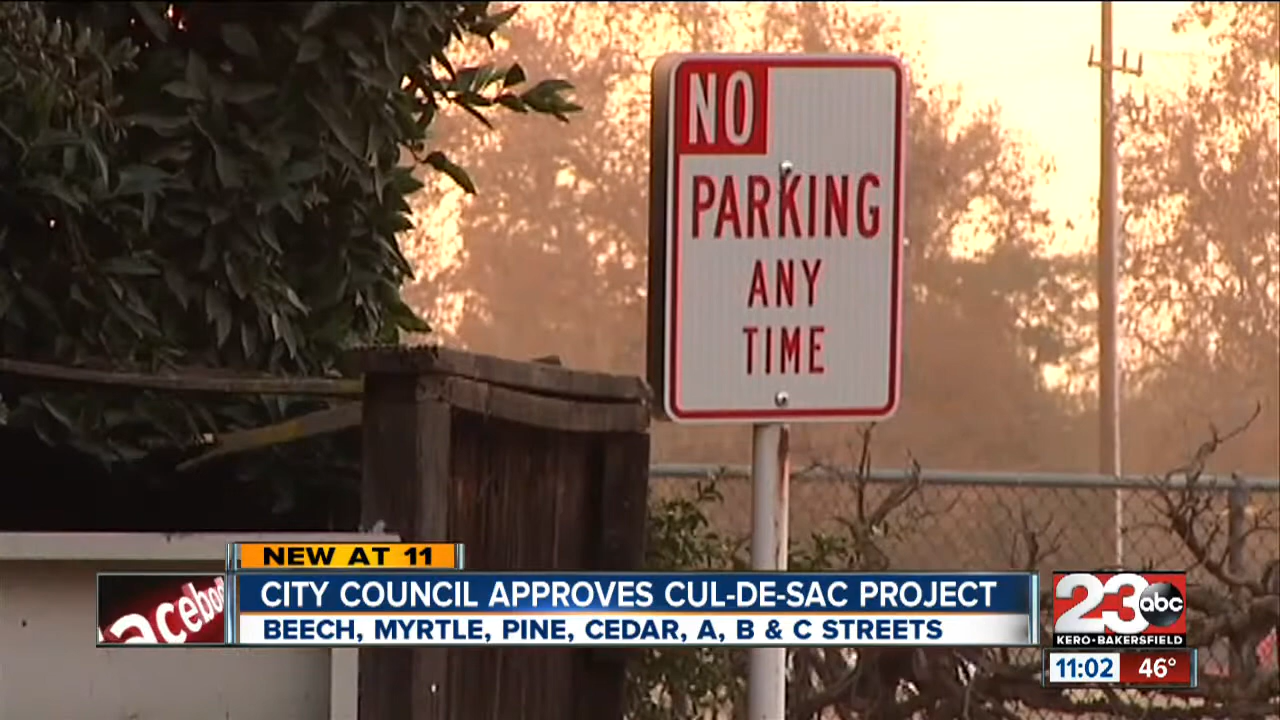 NO
PARKING
ANY
TIME
NEW AT 11
CITY COUNCIL APPROVES CUL-DE-SAC PROJECT
BEECH, MYRTLE, PINE, CEDAR, A, B & C STREETS
23 abc
KERO•BAKERSFIELD
11:02 46°